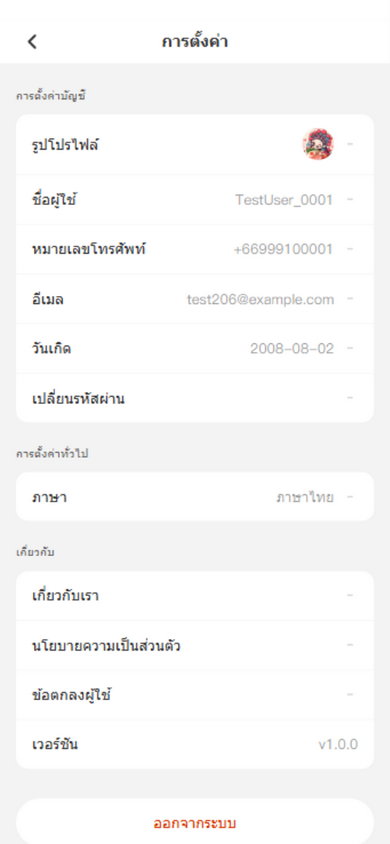 การตั้งค่า
การตั้งค่าบัญชี
รูปโปรไฟล์
ชื่อผู้ใช้ TestUser_0001
หมายเลขโทรศัพท์ +66999100001
อีเมล test206@example.com
วันเกิด 2008-08-02
เปลี่ยนรหัสผ่าน
การตั้งค่าทั่วไป
ภาษา ภาษาไทย
เกี่ยวกับ
เกี่ยวกับเรา
นโยบายความเป็นส่วนตัว
ข้อตกลงผู้ใช้
เวอร์ชัน v1.0.0
ออกจากระบบ